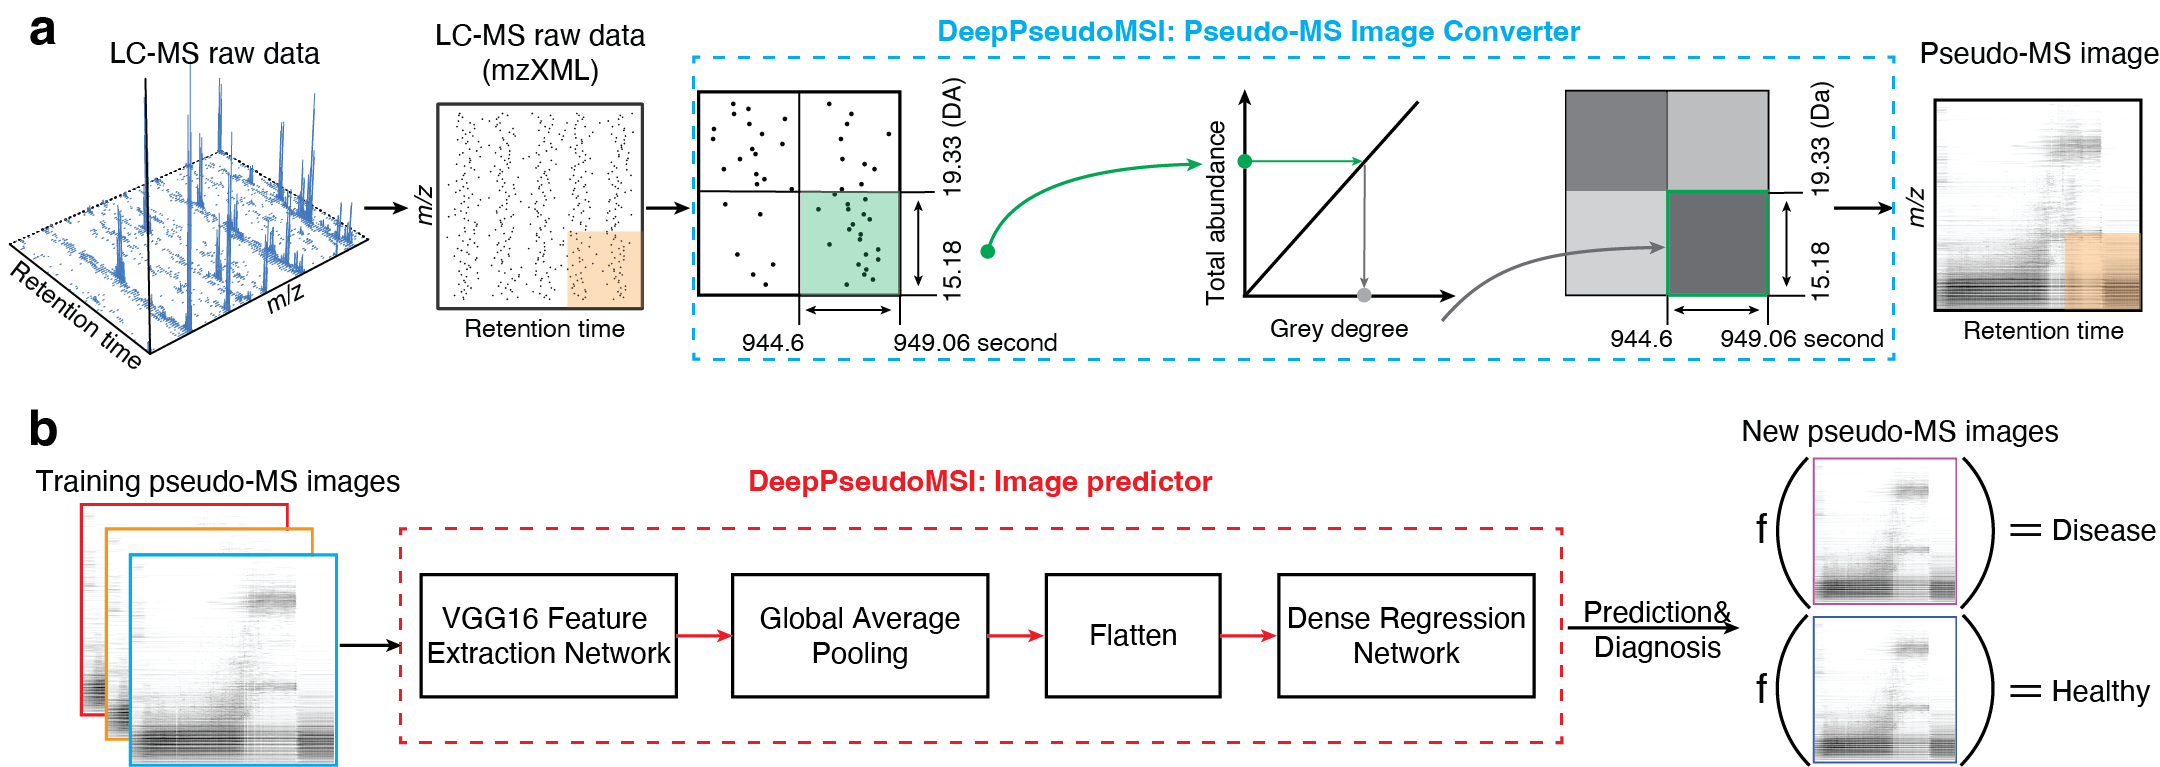 a
LC-MS raw data
Retention time
m/z
LC-MS raw data
(mzXML)
m/z
Retention time
DeepPseudoMSI: Pseudo-MS Image Converter
19.33 (DA)
15.18
944.6
949.06 second
Total abundance
Grey degree
19.33 (Da)
15.18
944.6
949.06 second
Pseudo-MS image
m/z
Retention time
b
Training pseudo-MS images
DeepPseudoMSI: Image predictor
VGG16 Feature
Extraction Network
Global Average
Pooling
Flatten
Dense Regression
Network
Prediction&
Diagnosis
New pseudo-MS images
f ( ) = Disease
f ( ) = Healthy